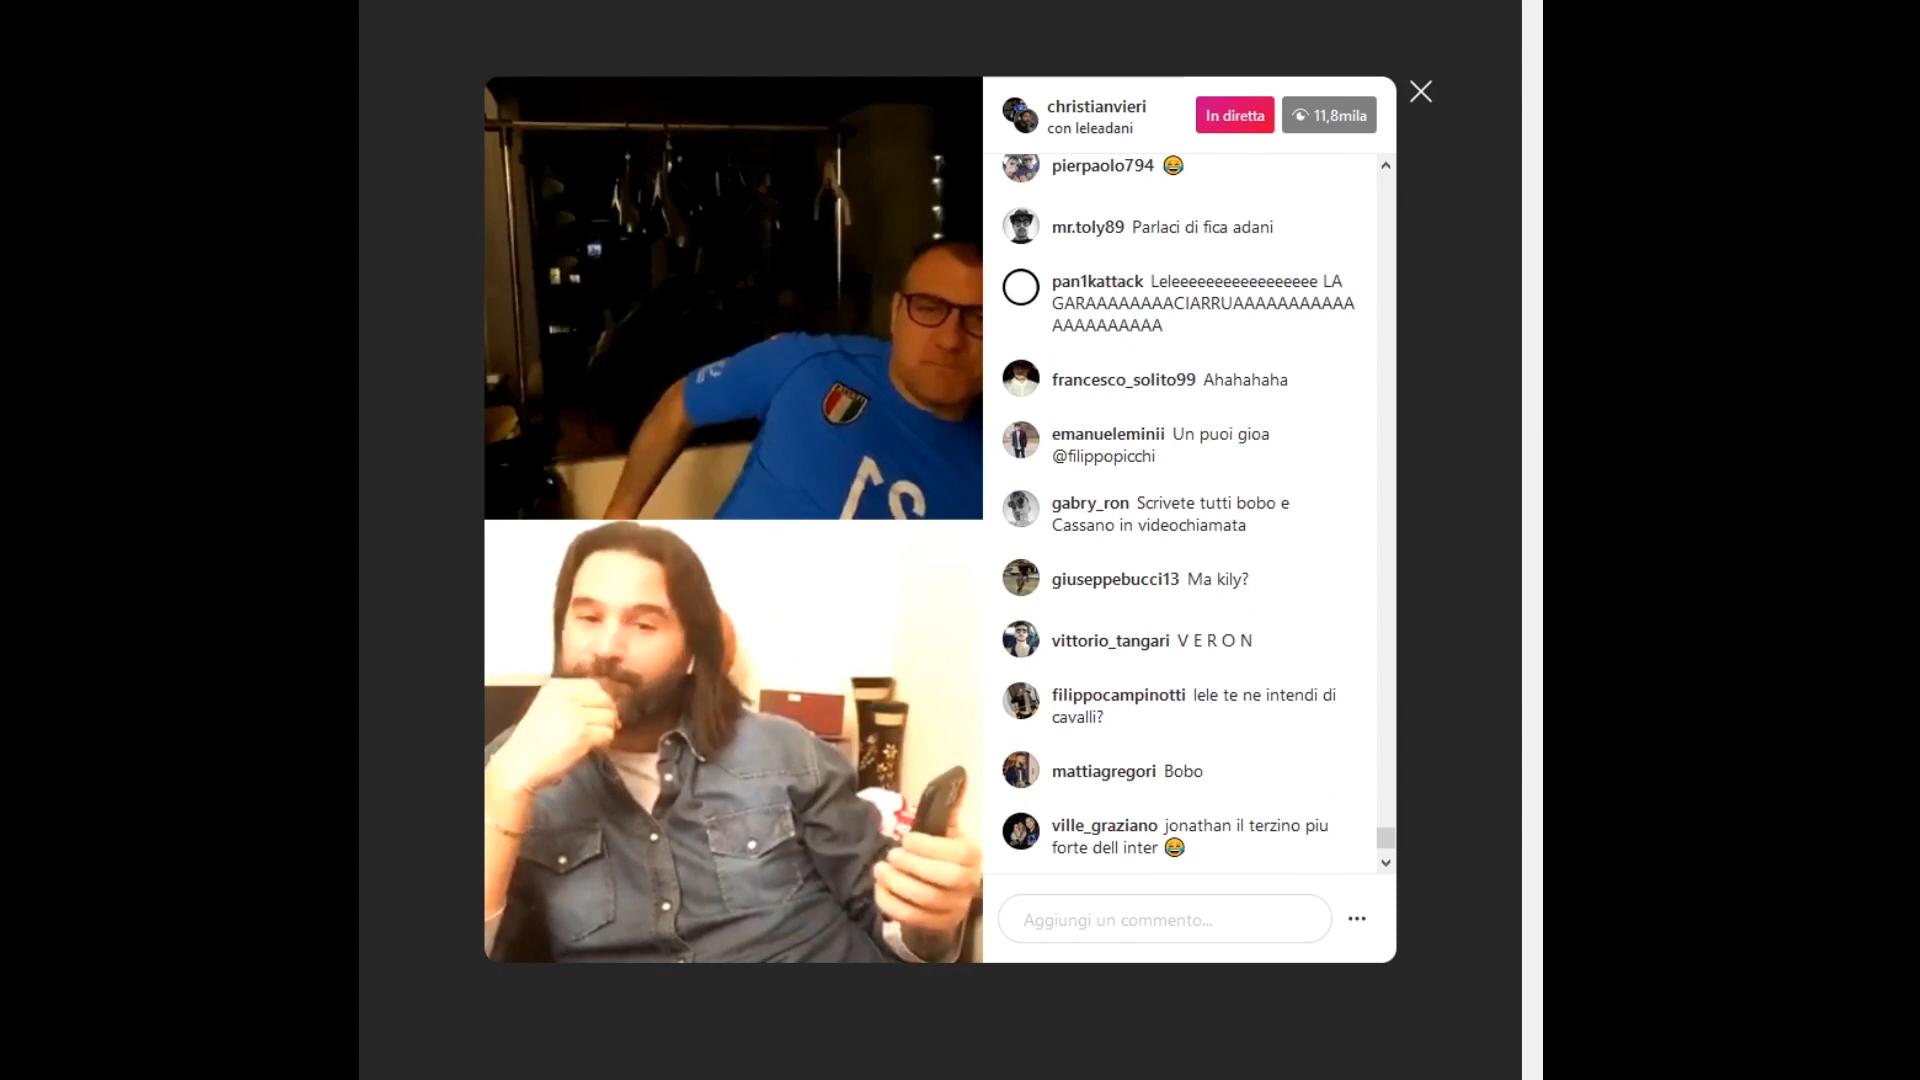 christianvieri
con leleadani
In diretta
11,8mila
pierpaolo794 😂
mr.toly89 Parlaci di fica adani
pan1kattack Leleeeeeeeeeeeeeeeee LA
GARAAAAAAAACIARRUAAAAAAAAAAA
AAAAAAAAAA
francesco_solito99 Ahahahaha
emanueleminii Un puoi gioa
@filippopicchi
gabry_ron Scrivete tutti bobo e
Cassano in videochiamata
giuseppebucci13 Ma kily?
vittorio_tangari V E R O N
filippocampinotti lele te ne intendi di
cavalli?
mattiagregori Bobo
ville_graziano jonathan il terzino piu
forte dell inter 😂
Aggiungi un commento...